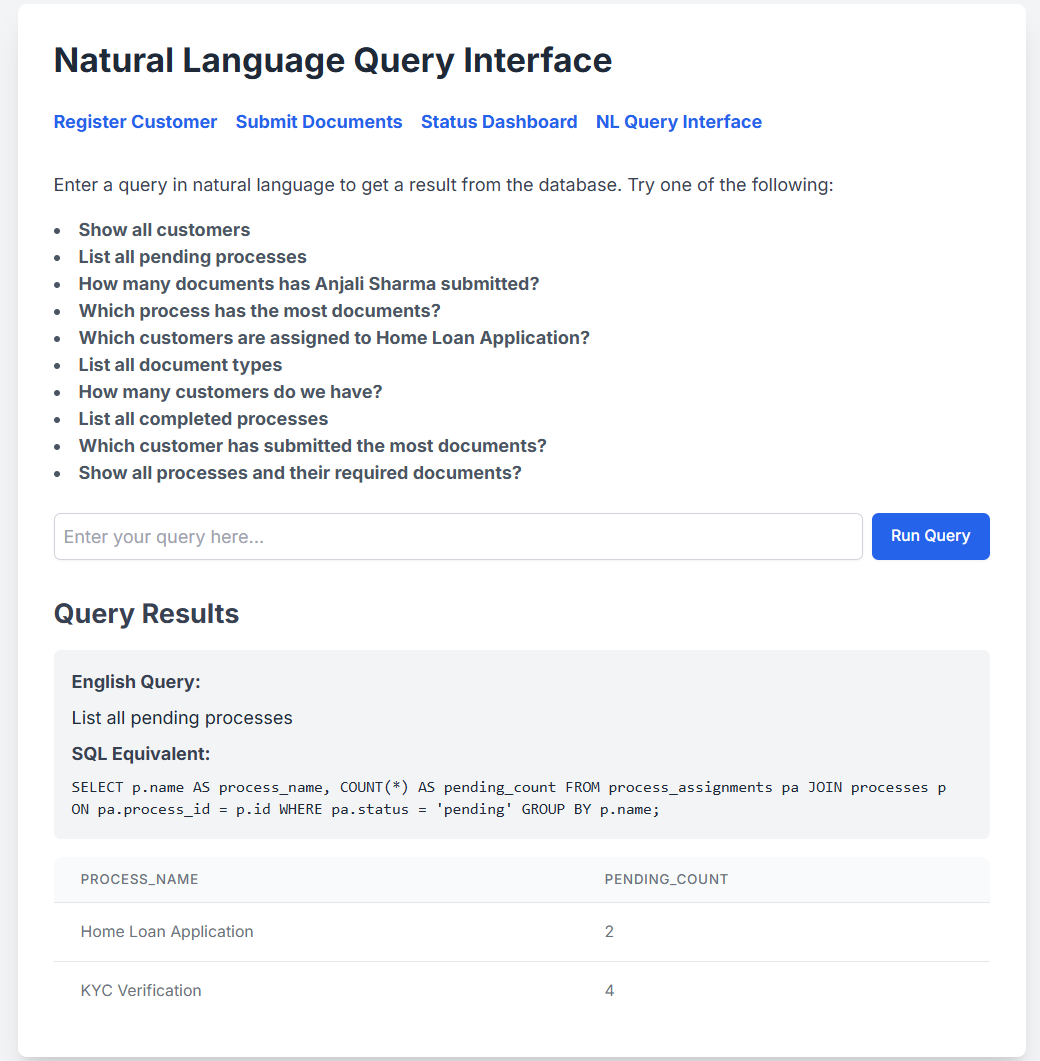 Natural Language Query Interface
Register Customer Submit Documents Status Dashboard NL Query Interface
Enter a query in natural language to get a result from the database. Try one of the following:
• Show all customers
• List all pending processes
• How many documents has Anjali Sharma submitted?
• Which process has the most documents?
• Which customers are assigned to Home Loan Application?
• List all document types
• How many customers do we have?
• List all completed processes
• Which customer has submitted the most documents?
• Show all processes and their required documents?
Enter your query here...
Run Query
Query Results
English Query:
List all pending processes
SQL Equivalent:
SELECT p.name AS process_name, COUNT(*) AS pending_count FROM process_assignments pa JOIN processes p
ON pa.process_id = p.id WHERE pa.status = 'pending' GROUP BY p.name;
PROCESS_NAME PENDING_COUNT
Home Loan Application 2
KYC Verification 4